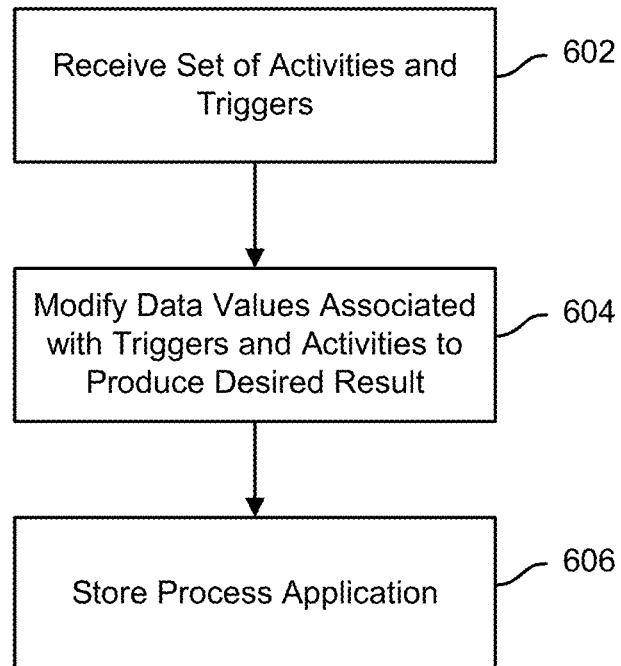 Receive Set of Activities and
Triggers
602
Modify Data Values Associated
with Triggers and Activities to
Produce Desired Result
604
Store Process Application
606